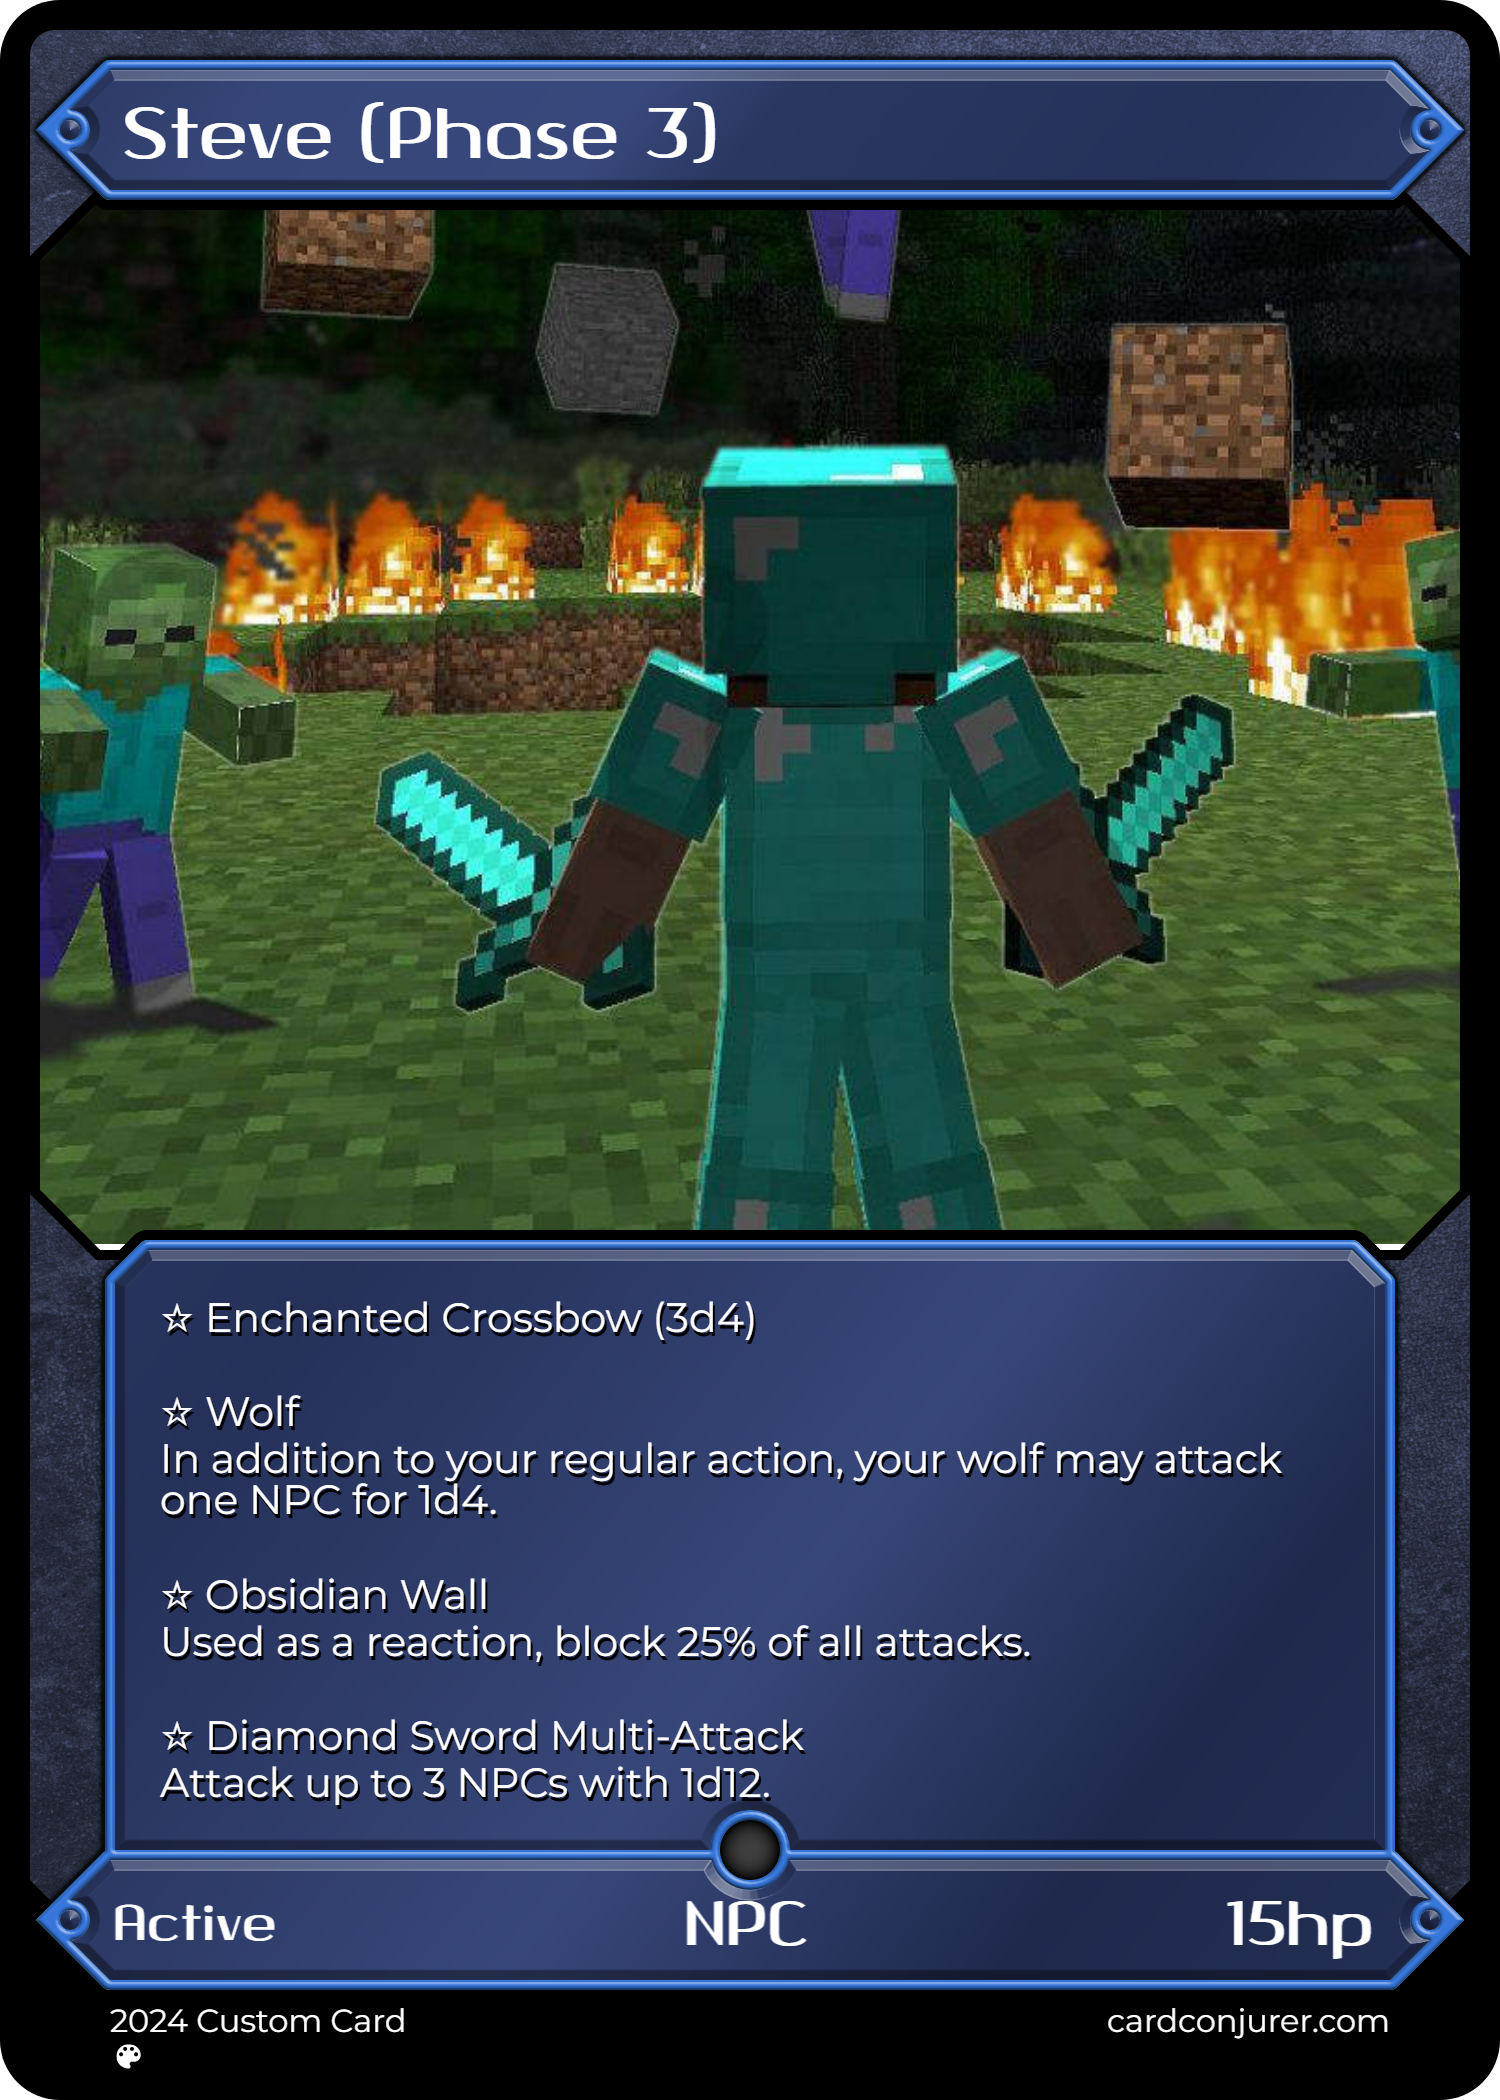 Steve (Phase 3)
☆ Enchanted Crossbow (3d4)
☆ Wolf
In addition to your regular action, your wolf may attack
one NPC for 1d4.
☆ Obsidian Wall
Used as a reaction, block 25% of all attacks.
☆ Diamond Sword Multi-Attack
Attack up to 3 NPCs with 1d12.
Active NPC 15hp
2024 Custom Card cardconjurer.com